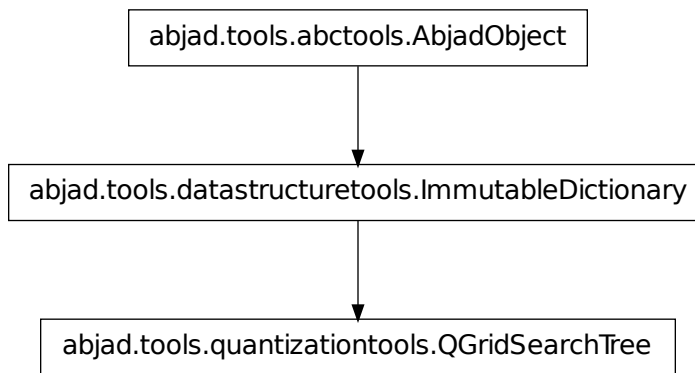 abjad.tools.abctools.AbjadObject
abjad.tools.datastructuretools.ImmutableDictionary
abjad.tools.quantizationtools.QGridSearchTree